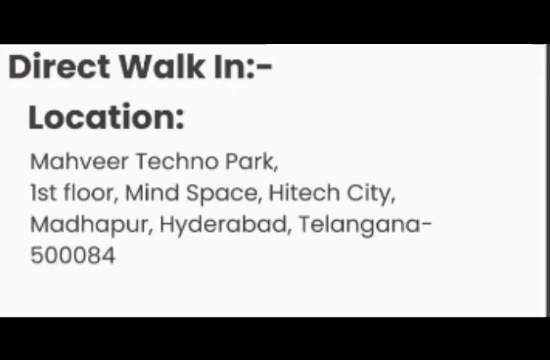 Direct Walk In:-
Location:
Mahveer Techno Park,
1st floor, Mind Space, Hitech City,
Madhapur, Hyderabad, Telangana-
500084